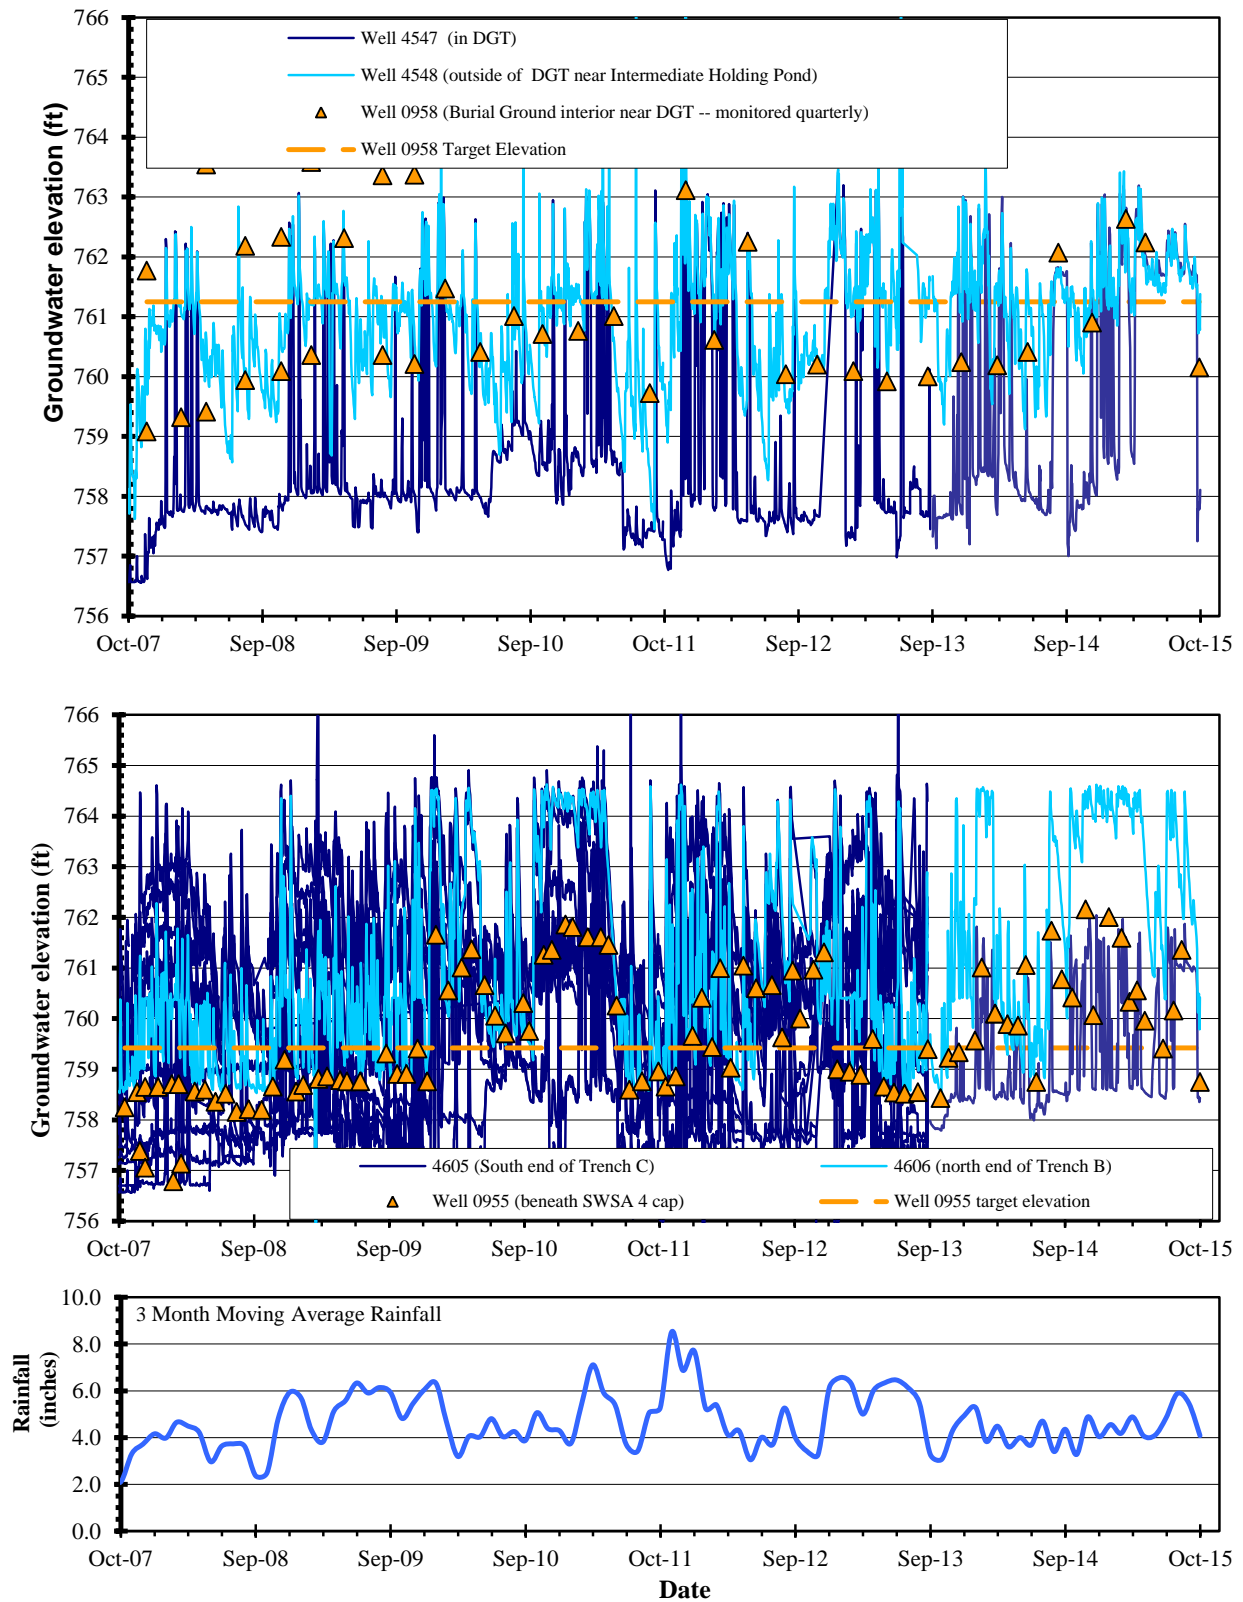 766
765
764
763
762
761
760
759
758
757
756
Groundwater elevation (ft)
Well 4547 (in DGT)
Well 4548 (outside of DGT near Intermediate Holding Pond)
Well 0958 (Burial Ground interior near DGT -- monitored quarterly)
Well 0958 Target Elevation
Oct-07 Sep-08 Sep-09 Sep-10 Oct-11 Sep-12 Sep-13 Sep-14 Oct-15
766
765
764
763
762
761
760
759
758
757
756
Groundwater elevation (ft)
4605 (South end of Trench C) 4606 (north end of Trench B)
Well 0955 (beneath SWSA 4 cap) Well 0955 target elevation
Oct-07 Sep-08 Sep-09 Sep-10 Oct-11 Sep-12 Sep-13 Sep-14 Oct-15
10.0
8.0
6.0
4.0
2.0
0.0
Rainfall
(inches)
3 Month Moving Average Rainfall
Oct-07 Sep-08 Sep-09 Sep-10 Oct-11 Sep-12 Sep-13 Sep-14 Oct-15
Date